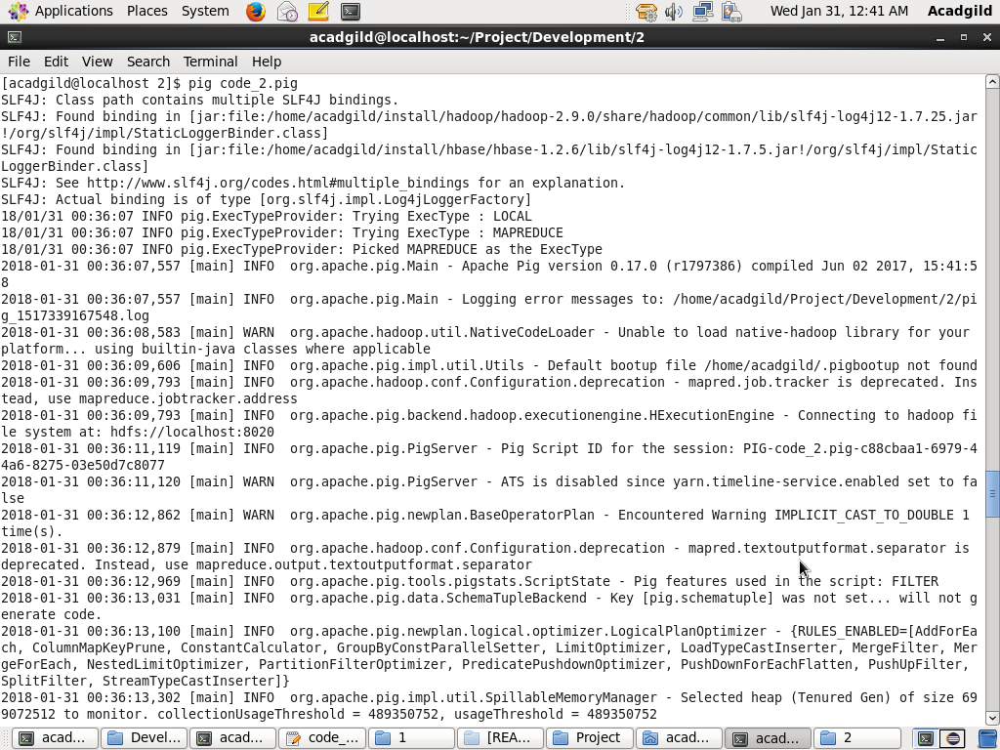 Applications Places System Wed Jan 31, 12:41 AM Acadgild
acadgild@localhost:~/Project/Development/2
File Edit View Search Terminal Help
[acadgild@localhost 2]$ pig code_2.pig
SLF4J: Class path contains multiple SLF4J bindings.
SLF4J: Found binding in [jar:file:/home/acadgild/install/hadoop/hadoop-2.9.0/share/hadoop/common/lib/slf4j-log4j12-1.7.25.jar
!/org/slf4j/impl/StaticLoggerBinder.class]
SLF4J: Found binding in [jar:file:/home/acadgild/install/hbase/hbase-1.2.6/lib/slf4j-log4j12-1.7.5.jar!/org/slf4j/impl/Static
LoggerBinder.class]
SLF4J: See http://www.slf4j.org/codes.html#multiple_bindings for an explanation.
SLF4J: Actual binding is of type [org.slf4j.impl.Log4jLoggerFactory]
18/01/31 00:36:07 INFO pig.ExecTypeProvider: Trying ExecType : LOCAL
18/01/31 00:36:07 INFO pig.ExecTypeProvider: Trying ExecType : MAPREDUCE
18/01/31 00:36:07 INFO pig.ExecTypeProvider: Picked MAPREDUCE as the ExecType
2018-01-31 00:36:07,557 [main] INFO  org.apache.pig.Main - Apache Pig version 0.17.0 (r1797386) compiled Jun 02 2017, 15:41:5
8
2018-01-31 00:36:07,557 [main] INFO  org.apache.pig.Main - Logging error messages to: /home/acadgild/Project/Development/2/pi
g_1517339167548.log
2018-01-31 00:36:08,583 [main] WARN  org.apache.hadoop.util.NativeCodeLoader - Unable to load native-hadoop library for your
platform... using builtin-java classes where applicable
2018-01-31 00:36:09,606 [main] INFO  org.apache.pig.impl.util.Utils - Default bootup file /home/acadgild/.pigbootup not found
2018-01-31 00:36:09,793 [main] INFO  org.apache.hadoop.conf.Configuration.deprecation - mapred.job.tracker is deprecated. Ins
tead, use mapreduce.jobtracker.address
2018-01-31 00:36:09,793 [main] INFO  org.apache.pig.backend.hadoop.executionengine.HExecutionEngine - Connecting to hadoop fi
le system at: hdfs://localhost:8020
2018-01-31 00:36:11,119 [main] INFO  org.apache.pig.PigServer - Pig Script ID for the session: PIG-code_2.pig-c88cbaa1-6979-4
4a6-8275-03e50d7c8077
2018-01-31 00:36:11,120 [main] WARN  org.apache.pig.PigServer - ATS is disabled since yarn.timeline-service.enabled set to fa
lse
2018-01-31 00:36:12,862 [main] WARN  org.apache.pig.newplan.BaseOperatorPlan - Encountered Warning IMPLICIT_CAST_TO_DOUBLE 1
time(s).
2018-01-31 00:36:12,879 [main] INFO  org.apache.hadoop.conf.Configuration.deprecation - mapred.textoutputformat.separator is
deprecated. Instead, use mapreduce.output.textoutputformat.separator
2018-01-31 00:36:12,969 [main] INFO  org.apache.pig.tools.pigstats.ScriptState - Pig features used in the script: FILTER
2018-01-31 00:36:13,031 [main] INFO  org.apache.pig.data.SchemaTupleBackend - Key [pig.schematuple] was not set... will not g
enerate code.
2018-01-31 00:36:13,100 [main] INFO  org.apache.pig.newplan.logical.optimizer.LogicalPlanOptimizer - {RULES_ENABLED=[AddForEa
ch, ColumnMapKeyPrune, ConstantCalculator, GroupByConstParallelSetter, LimitOptimizer, LoadTypeCastInserter, MergeFilter, Mer
geForEach, NestedLimitOptimizer, PartitionFilterOptimizer, PredicatePushdownOptimizer, PushDownForEachFlatten, PushUpFilter,
SplitFilter, StreamTypeCastInserter]}
2018-01-31 00:36:13,302 [main] INFO  org.apache.pig.impl.util.SpillableMemoryManager - Selected heap (Tenured Gen) of size 69
9072512 to monitor. collectionUsageThreshold = 489350752, usageThreshold = 489350752
acad... Devel... acad... code_... 1 [REA... Project acad... acad... 2